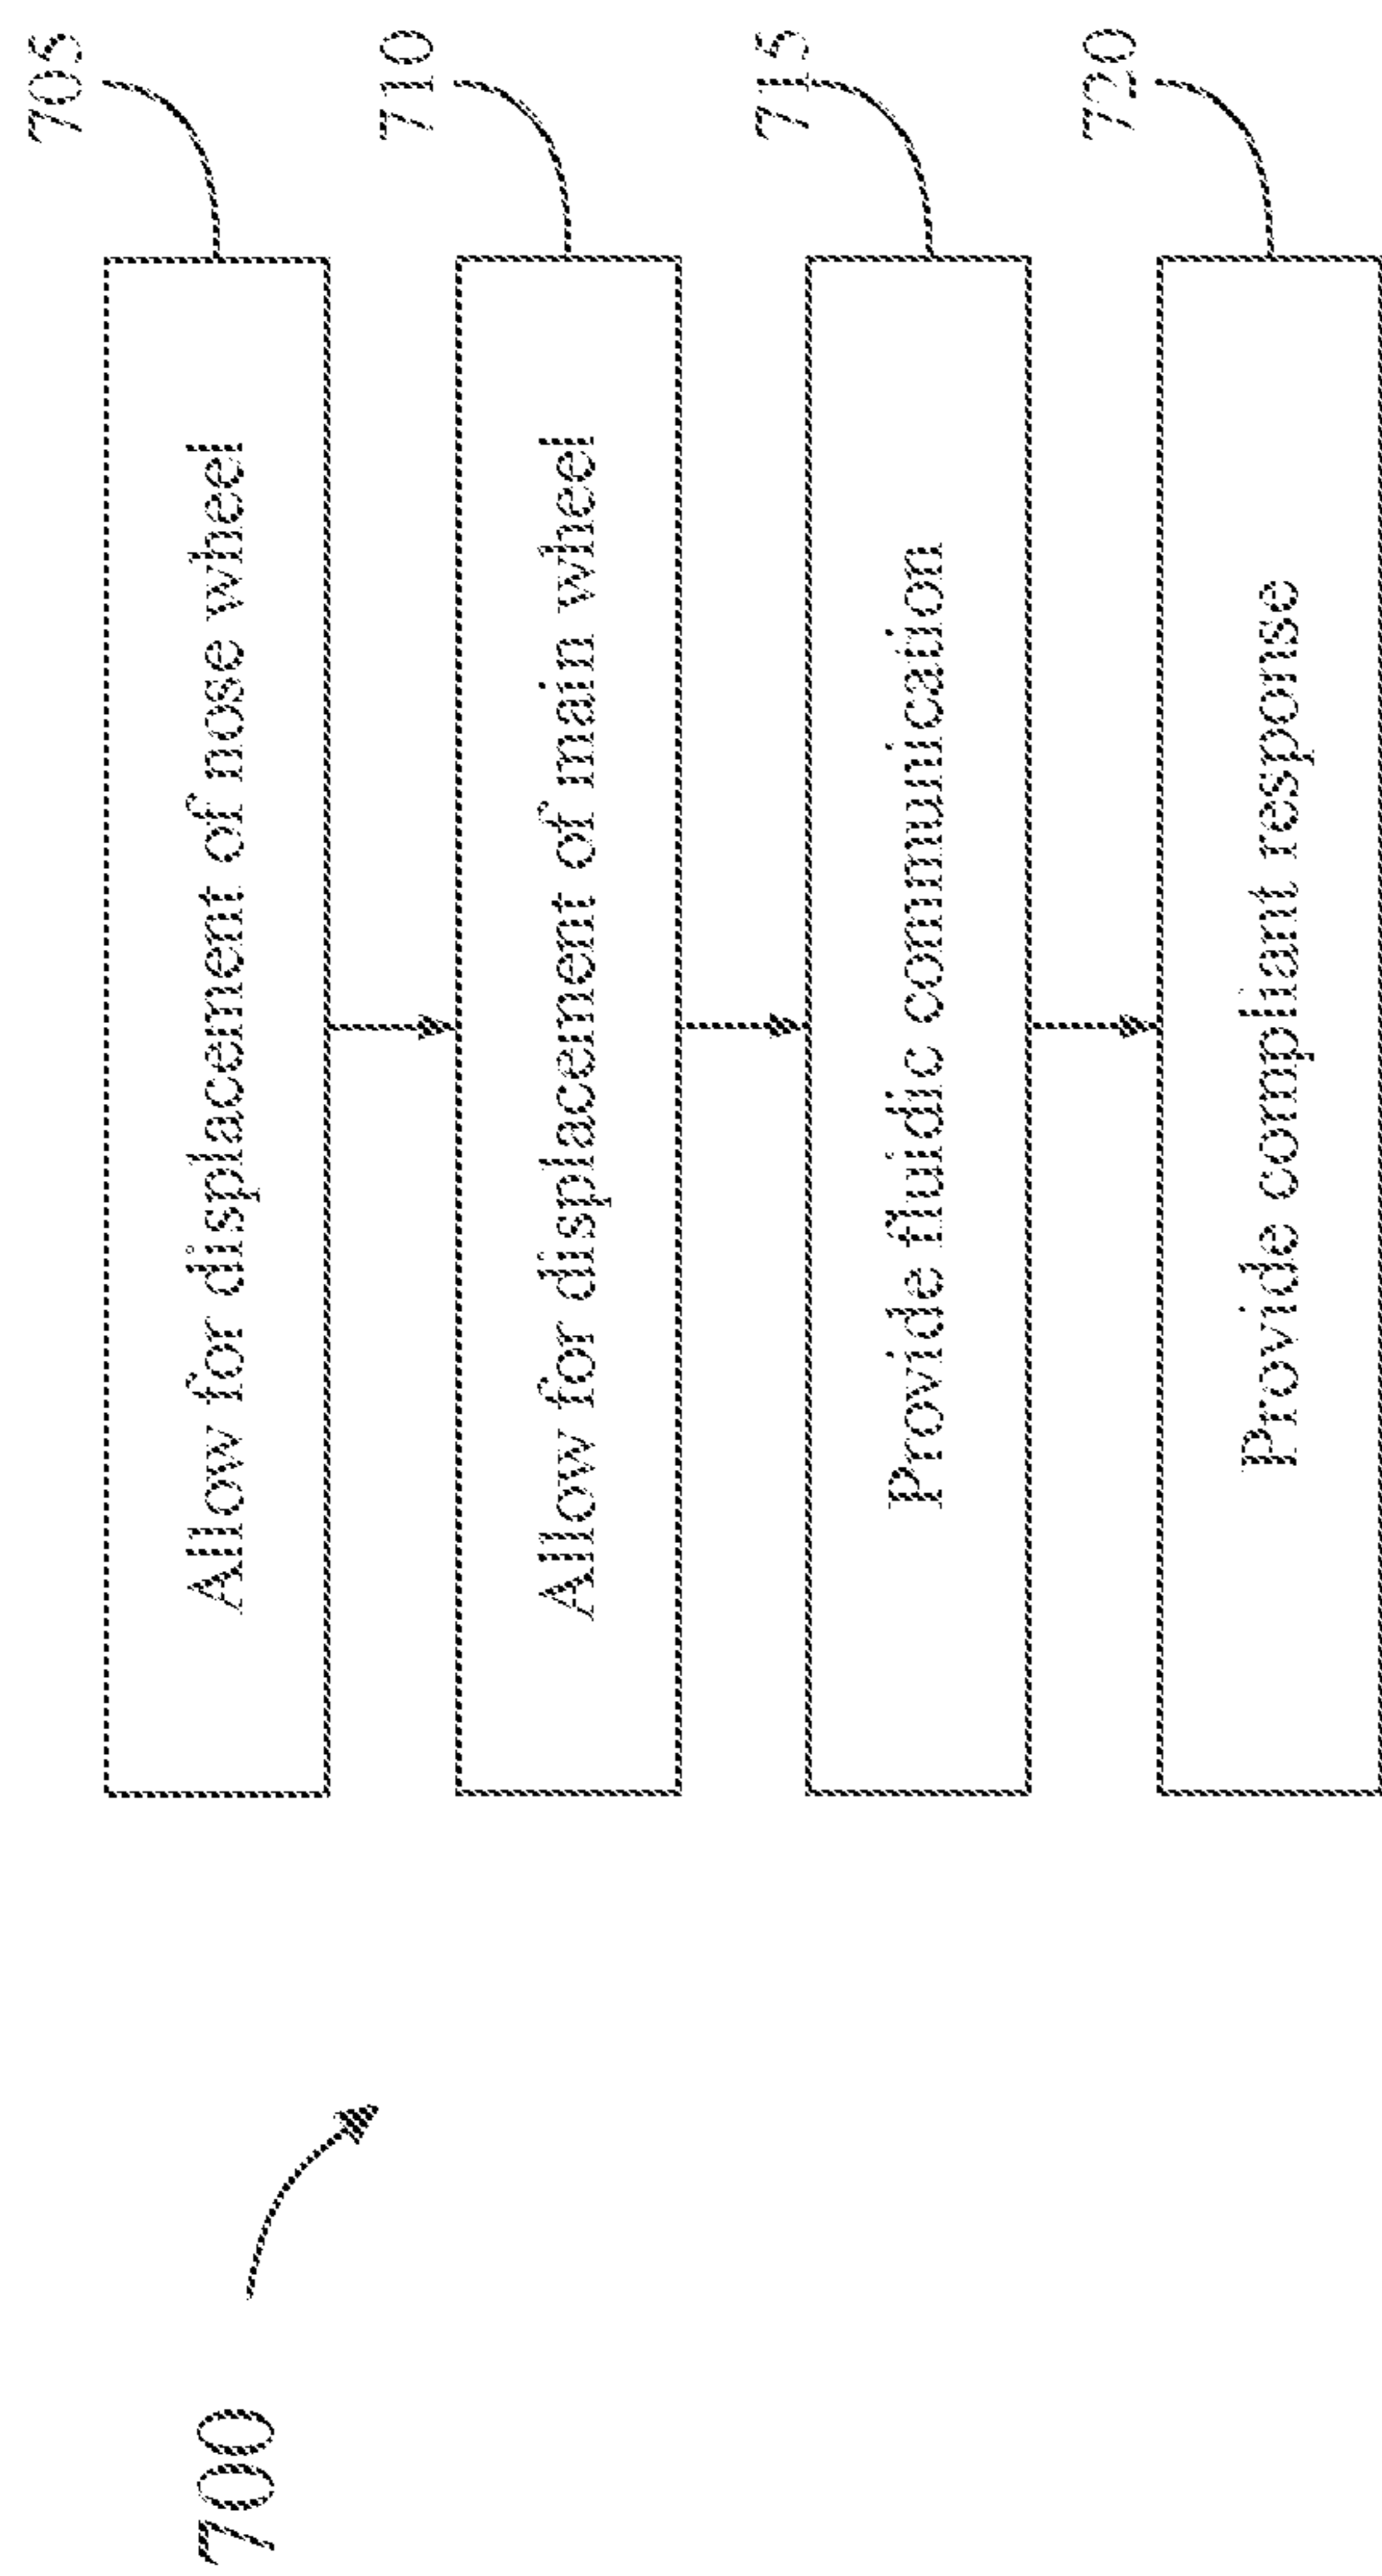 700
705
Allow for displacement of nose wheel
710
Allow for displacement of main wheel
715
Provide fluidic communication
720
Provide compliant response